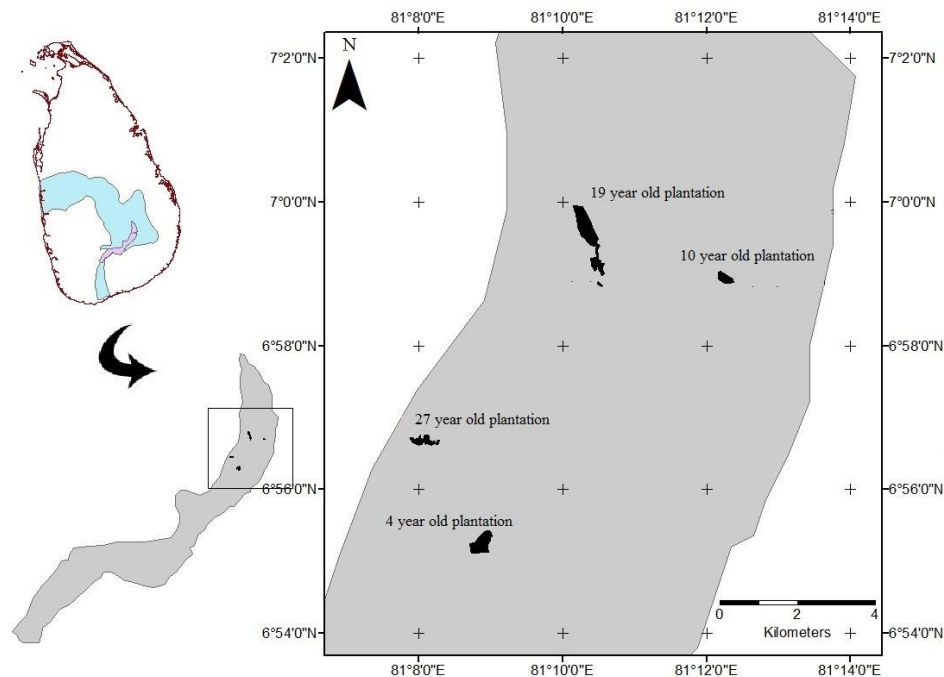 81°8'0"E 81°10'0"E 81°12'0"E 81°14'0"E
N
7°2'0"N 7°2'0"N
19 year old plantation
7°0'0"N 7°0'0"N
10 year old plantation
6°58'0"N 6°58'0"N
27 year old plantation
6°56'0"N 6°56'0"N
4 year old plantation
0 2 4
Kilometers
6°54'0"N 6°54'0"N
81°8'0"E 81°10'0"E 81°12'0"E 81°14'0"E